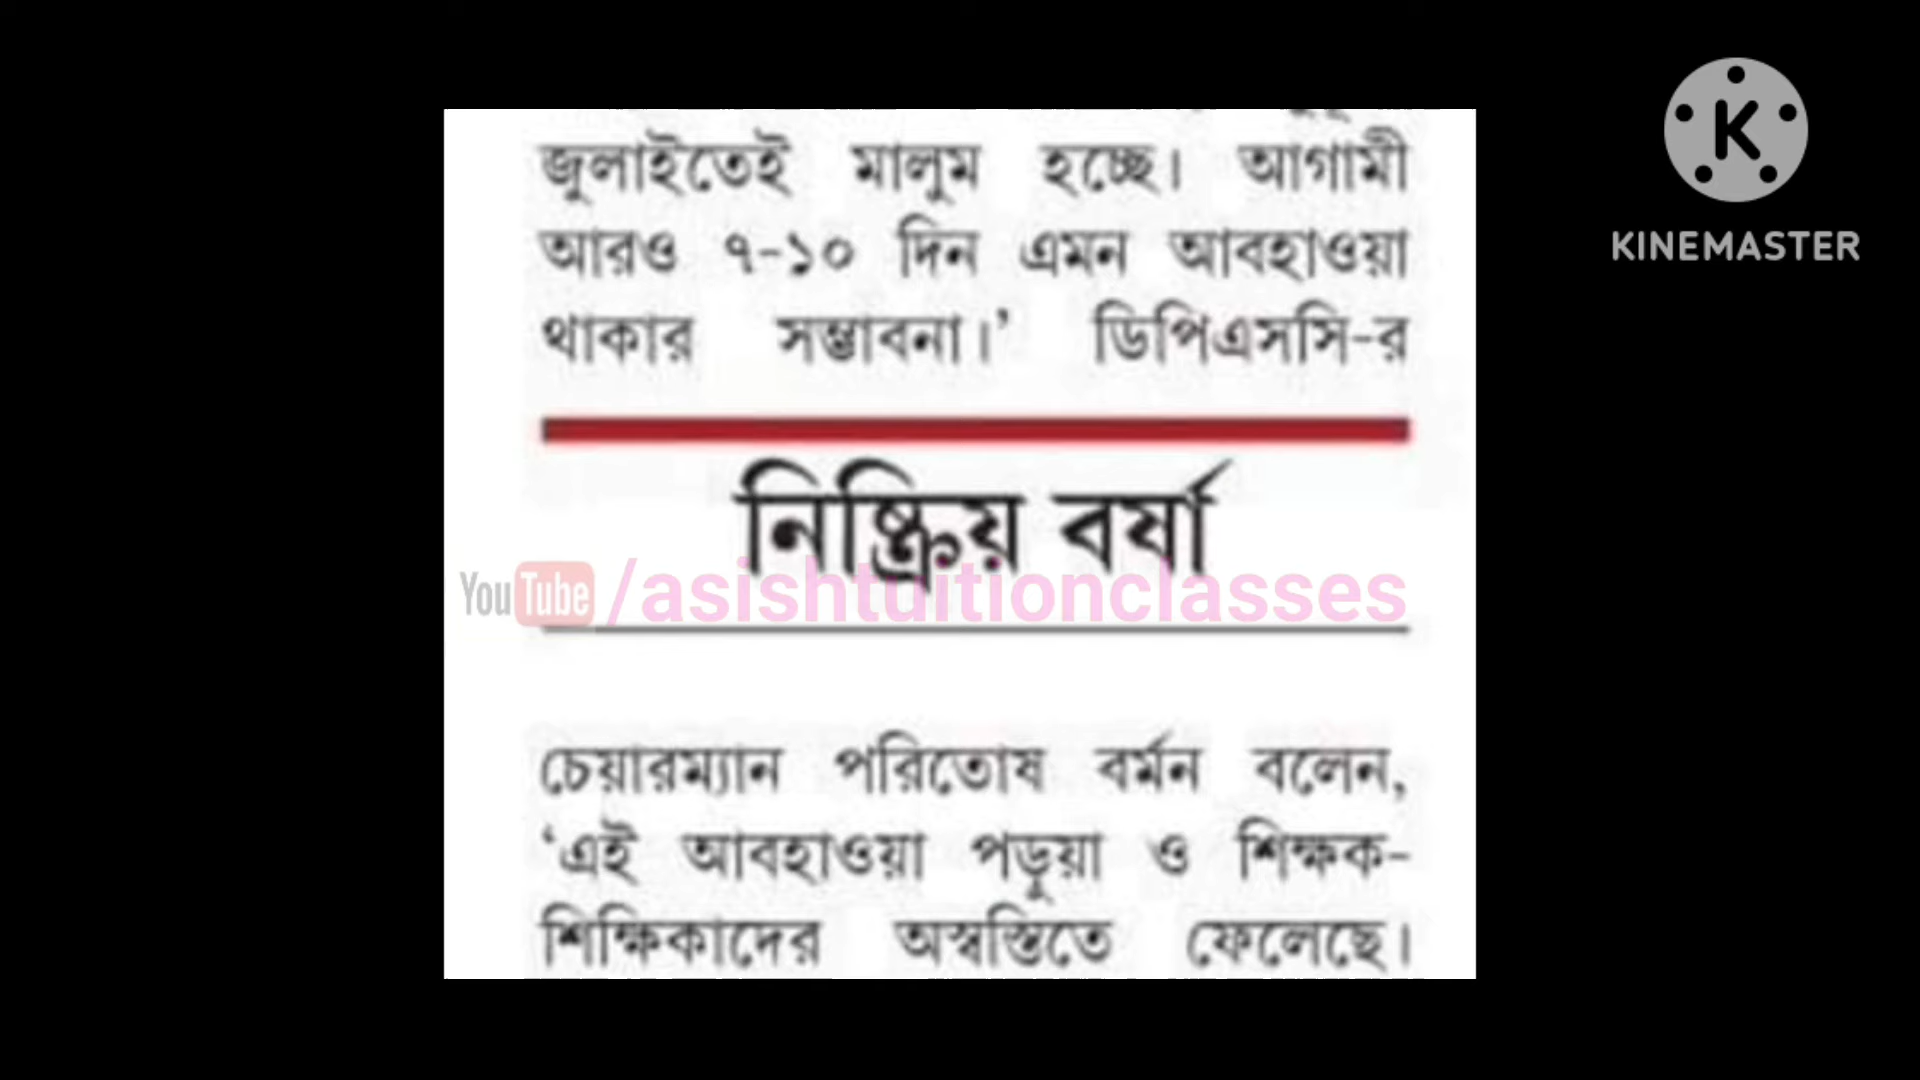 জুলাইতেই মালুম হচ্ছে। আগামী
আরও ৭-১০ দিন এমন আবহাওয়া
থাকার সম্ভাবনা।' ডিপিএসসি-র
নিষ্ক্রিয় বর্ষা
YouTube/asishtuitionclasses
চেয়ারম্যান পরিতোষ বর্মন বলেন,
'এই আবহাওয়া পড়ুয়া ও শিক্ষক-
শিক্ষিকাদের অস্বস্তিতে ফেলেছে।
K
KINEMASTER